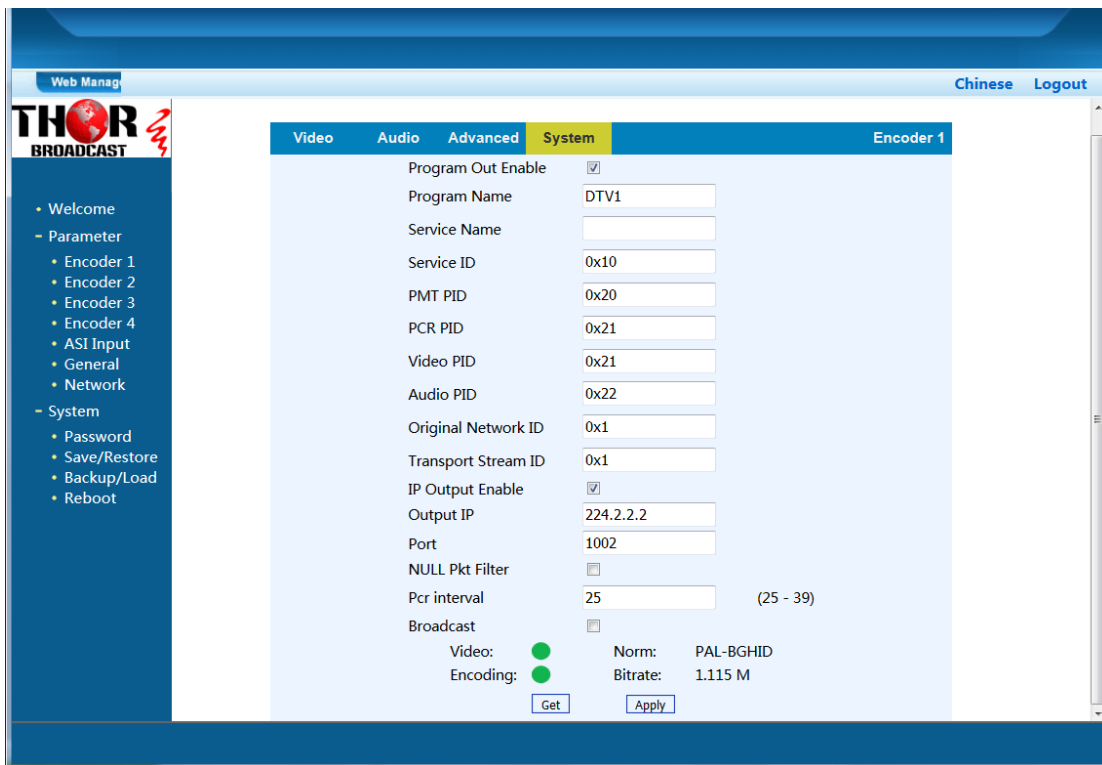 Web Manag
Chinese Logout
THOR
BROADCAST
• Welcome
- Parameter
• Encoder 1
• Encoder 2
• Encoder 3
• Encoder 4
• ASI Input
• General
• Network
- System
• Password
• Save/Restore
• Backup/Load
• Reboot
Video Audio Advanced System Encoder 1
Program Out Enable
Program Name DTV1
Service Name
Service ID 0x10
PMT PID 0x20
PCR PID 0x21
Video PID 0x21
Audio PID 0x22
Original Network ID 0x1
Transport Stream ID 0x1
IP Output Enable
Output IP 224.2.2.2
Port 1002
NULL Pkt Filter
Pcr interval 25 (25 - 39)
Broadcast
Video: Norm: PAL-BGHID
Encoding: Bitrate: 1.115 M
Get Apply